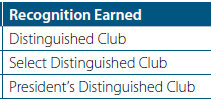 Recognition Earned
Distinguished Club
Select Distinguished Club
President's Distinguished Club